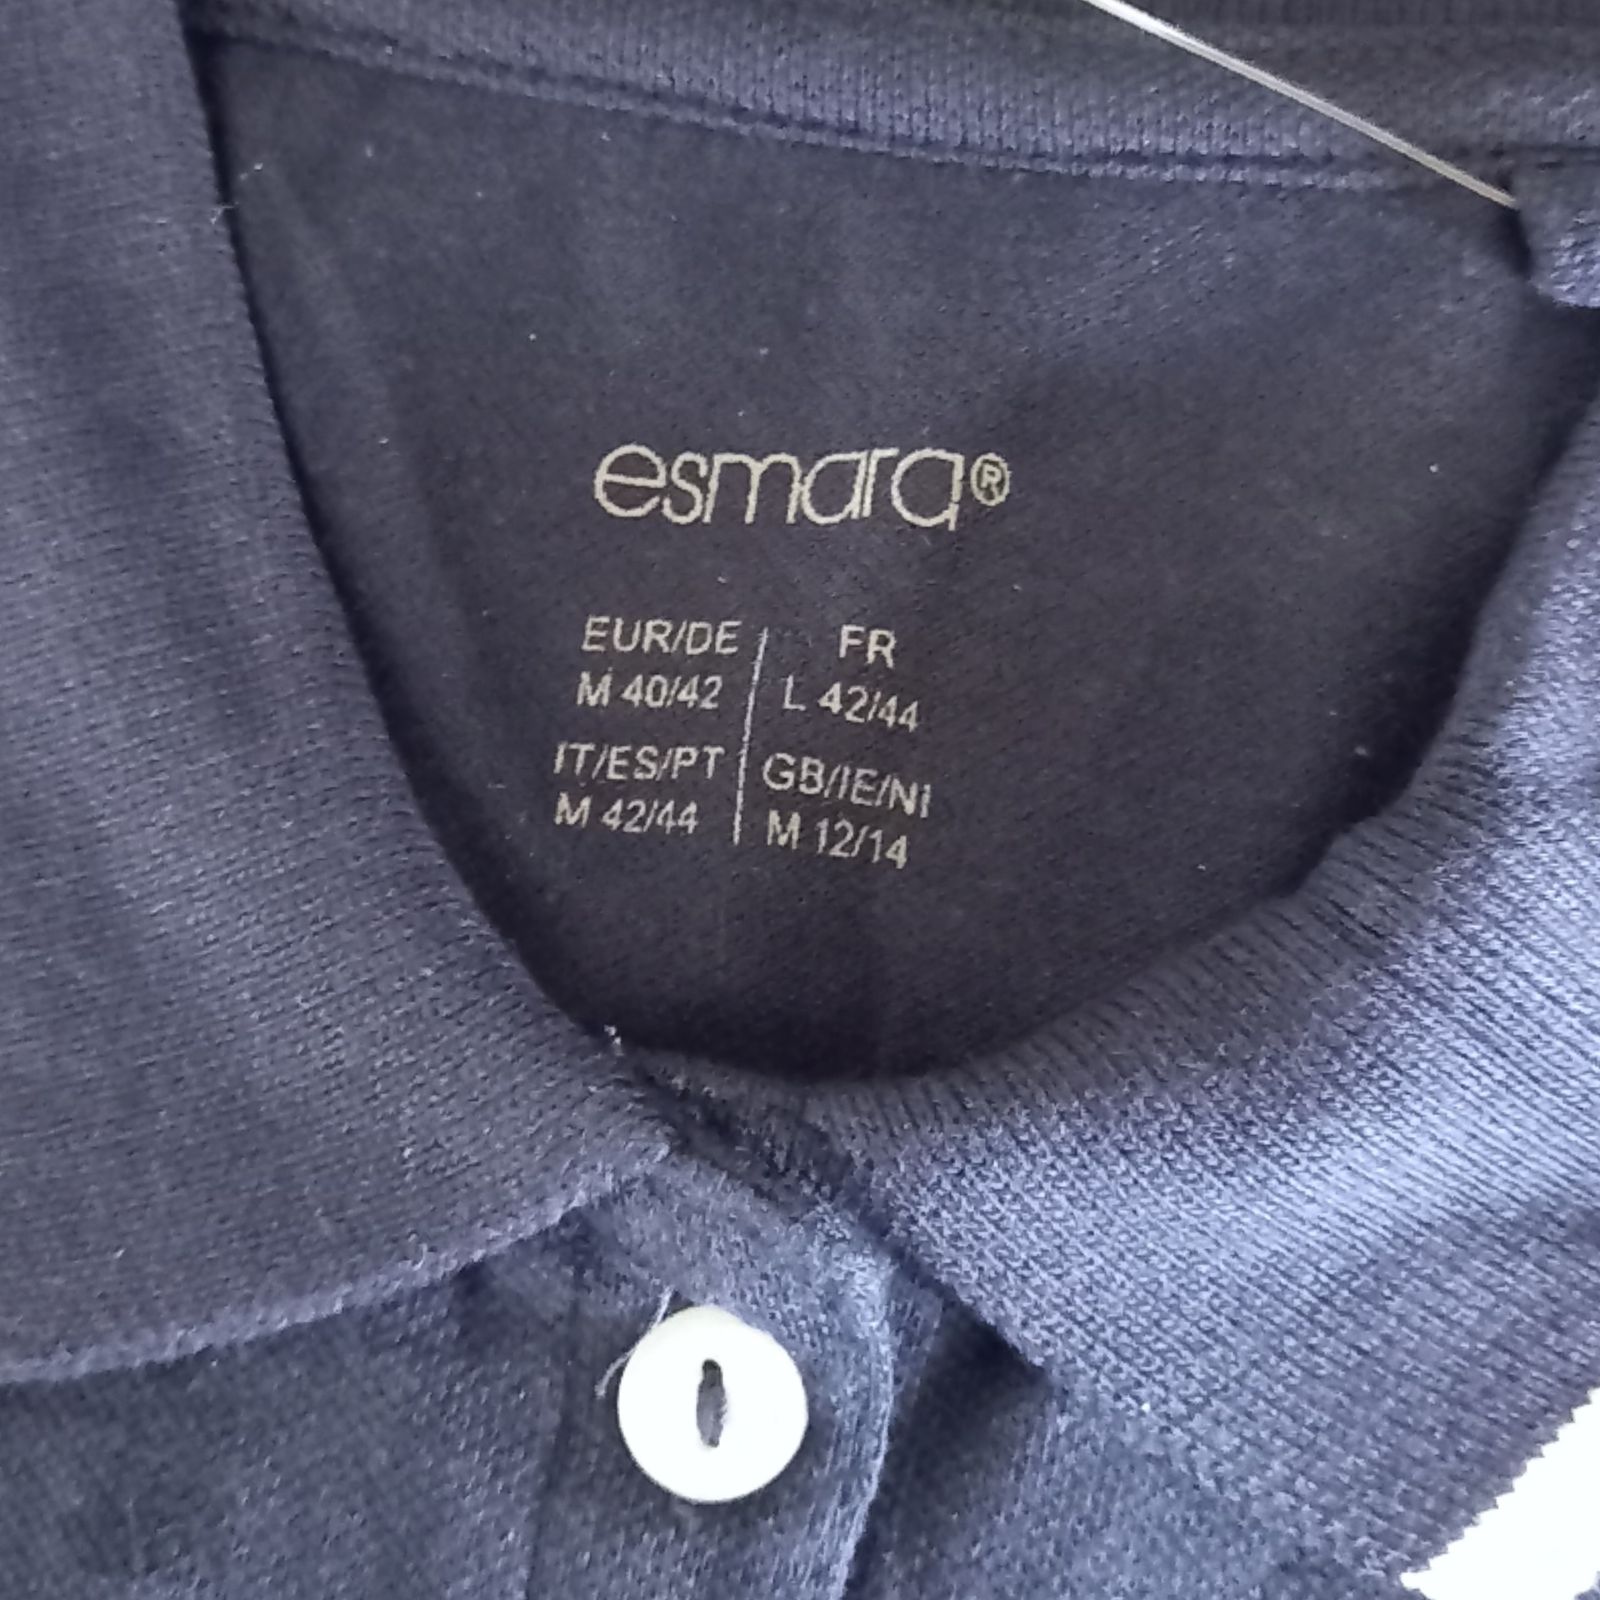 esmara®
EUR/DE
M 40/42
FR
L 42/44
IT/ES/PT
M 42/44
GB/IE/NI
M 12/14